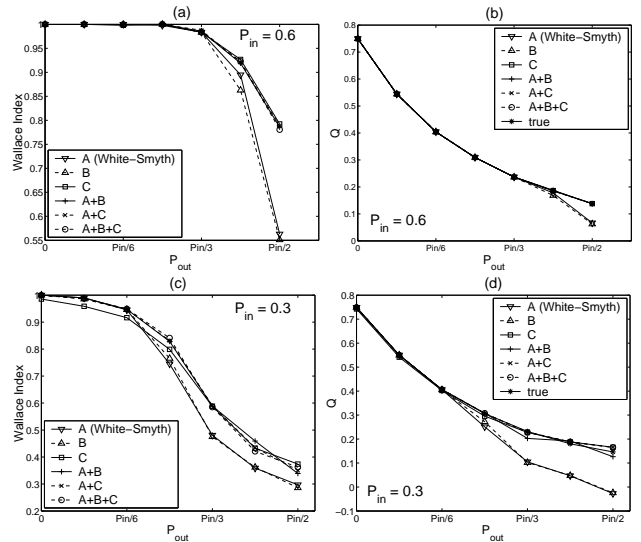 (a)
P_in = 0.6
Wallace Index
1
0.95
0.9
0.85
0.8
0.75
0.7
0.65
0.6
0.55
A (White−Smyth)
B
C
A+B
A+C
A+B+C
0
Pin/6
Pin/3
Pin/2
P_out
(b)
Q
0.8
0.7
0.6
0.5
0.4
0.3
0.2
0.1
0
A (White−Smyth)
B
C
A+B
A+C
A+B+C
true
P_in = 0.6
0
Pin/6
Pin/3
Pin/2
P_out
(c)
P_in = 0.3
Wallace Index
1
0.9
0.8
0.7
0.6
0.5
0.4
0.3
0.2
A (White−Smyth)
B
C
A+B
A+C
A+B+C
0
Pin/6
Pin/3
Pin/2
P_out
(d)
Q
0.8
0.7
0.6
0.5
0.4
0.3
0.2
0.1
0
−0.1
A (White−Smyth)
B
C
A+B
A+C
A+B+C
true
P_in = 0.3
0
Pin/6
Pin/3
Pin/2
P_out